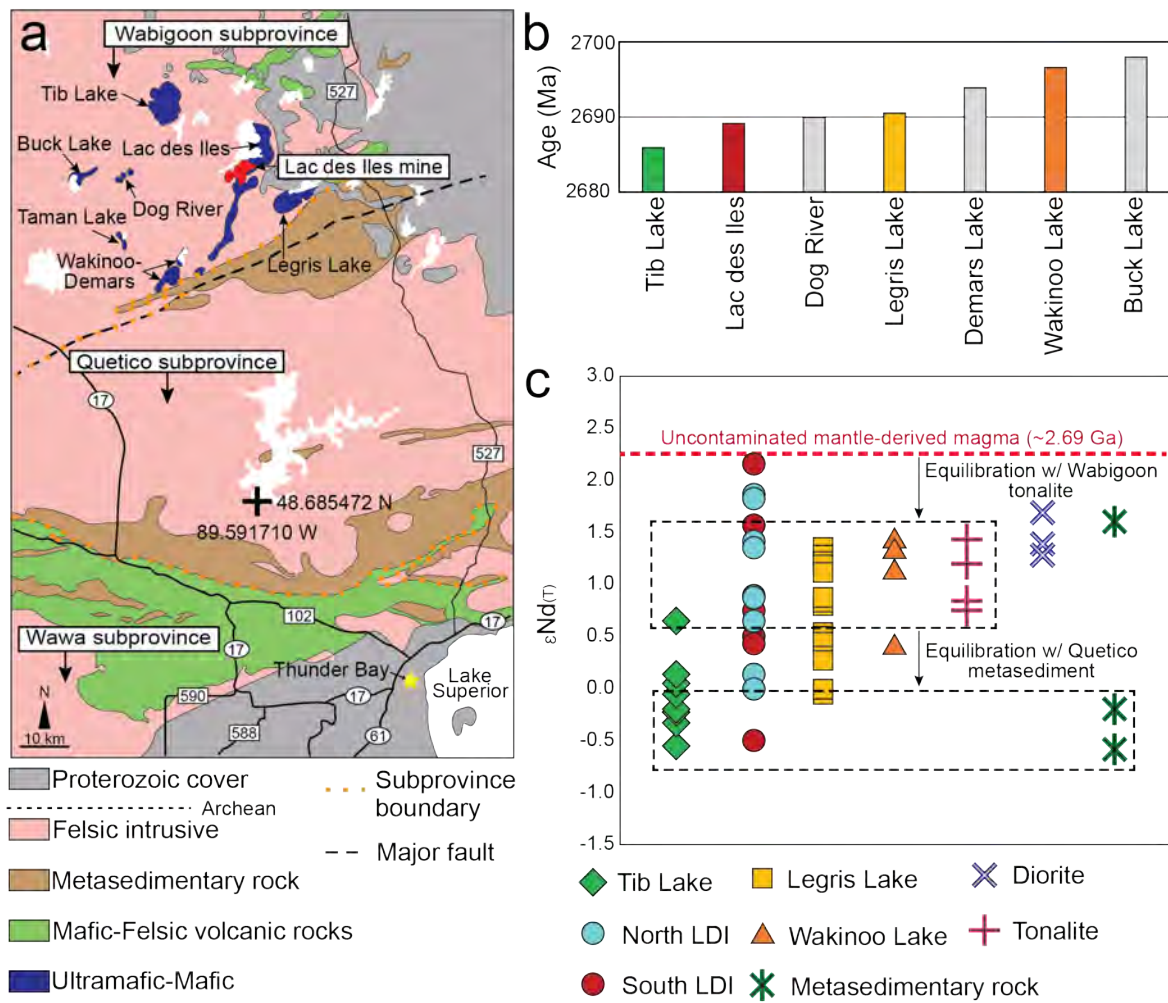 a
Wabigoon subprovince
527
Tib Lake
Buck Lake
Lac des Iles
Lac des Iles mine
Dog River
Taman Lake
Wakinoo-
Demars
Legris Lake
Quetico subprovince
17
527
48.685472 N
89.591710 W
102
17
Wawa subprovince
17
Thunder Bay
Lake
Superior
590
17
N
10 km
588
61
Proterozoic cover
Archean
Felsic intrusive
Metasedimentary rock
Mafic-Felsic volcanic rocks
Ultramafic-Mafic
Subprovince
boundary
Major fault
b
Age (Ma)
2700
2690
2680
Tib Lake
Lac des Iles
Dog River
Legris Lake
Demars Lake
Wakinoo Lake
Buck Lake
c
εNd(T)
3.0
2.5
2.0
1.5
1.0
0.5
0.0
-0.5
-1.0
-1.5
Uncontaminated mantle-derived magma (~2.69 Ga)
Equilibration w/ Wabigoon
tonalite
Equilibration w/ Quetico
metasediment
Tib Lake
Legris Lake
Diorite
North LDI
Wakinoo Lake
Tonalite
South LDI
Metasedimentary rock